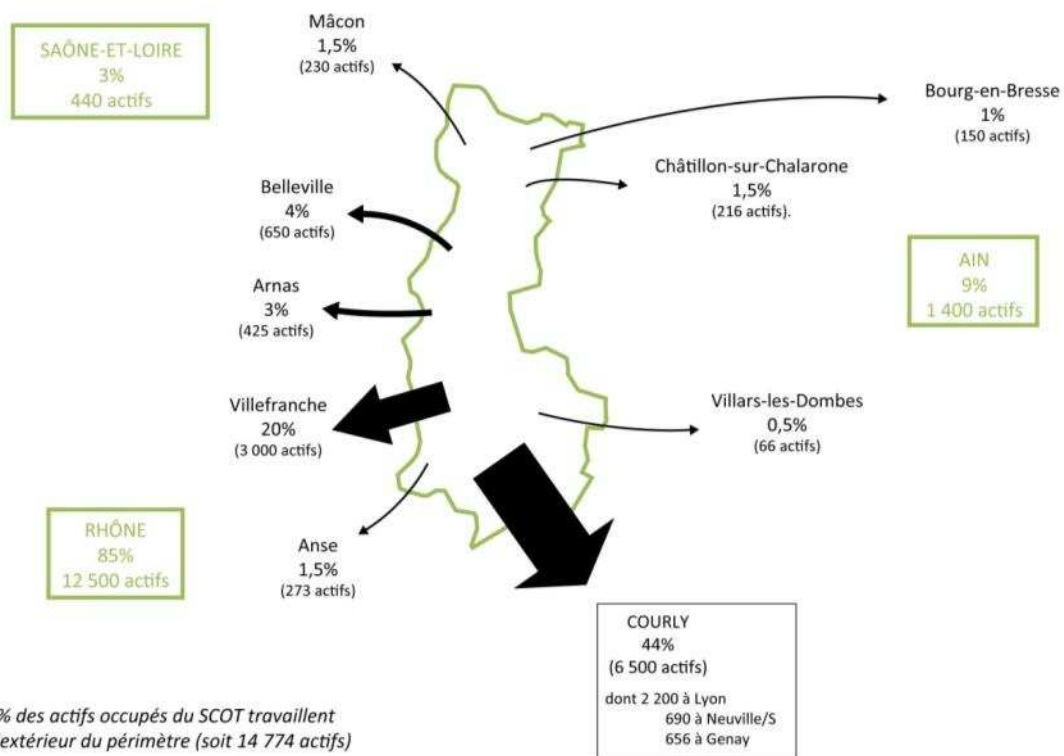 Mâcon
1,5%
(230 actifs)
SAÔNE-ET-LOIRE
3%
440 actifs
Bourg-en-Bresse
1%
(150 actifs)
Châtillon-sur-Chalarone
1,5%
(216 actifs).
Belleville
4%
(650 actifs)
AIN
9%
1 400 actifs
Arnas
3%
(425 actifs)
Villefranche
20%
(3 000 actifs)
Villars-les-Dombes
0,5%
(66 actifs)
RHÔNE
85%
12 500 actifs
Anse
1,5%
(273 actifs)
COURLY
44%
(6 500 actifs)
dont 2 200 à Lyon
690 à Neuville/S
656 à Genay
% des actifs occupés du SCOT travaillent
extérieur du périmètre (soit 14 774 actifs)